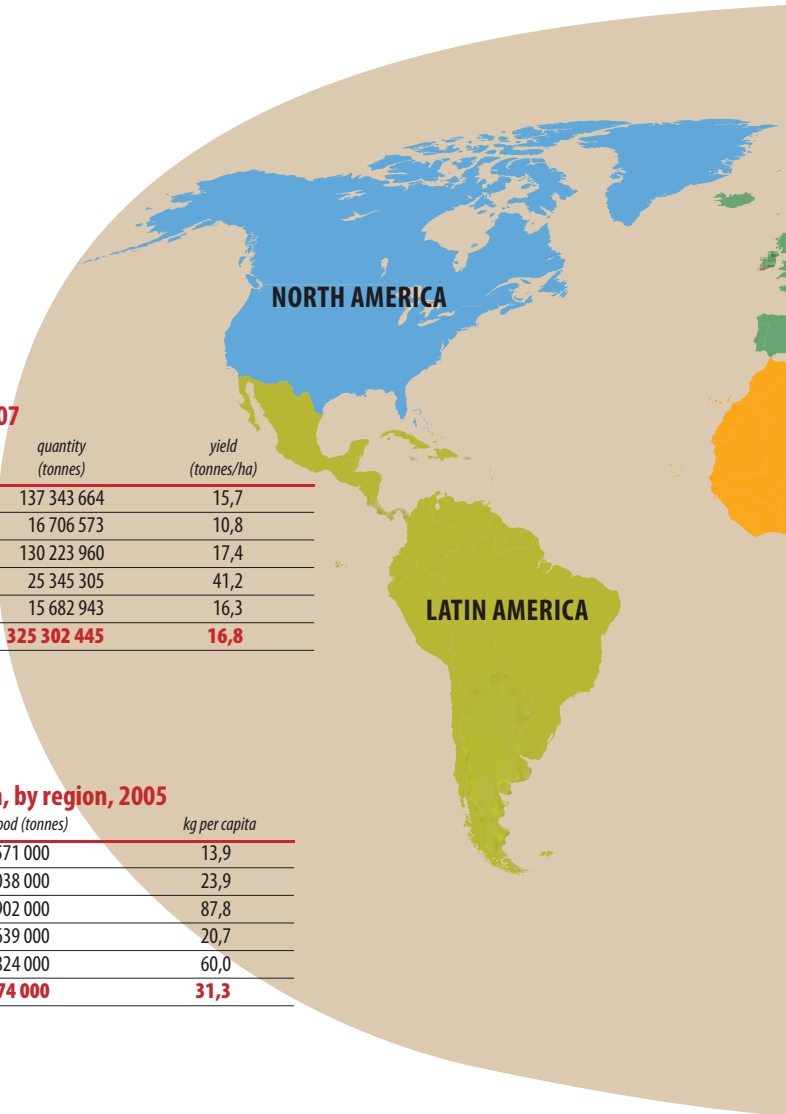 NORTH AMERICA
07
quantity yield
(tonnes) (tonnes/ha)
137 343 664 15,7
16 706 573 10,8
130 223 960 17,4
25 345 305 41,2
15 682 943 16,3
325 302 445 16,8
LATIN AMERICA
, by region, 2005
ood (tonnes) kg per capita
571 000 13,9
038 000 23,9
902 000 87,8
639 000 20,7
324 000 60,0
74 000 31,3